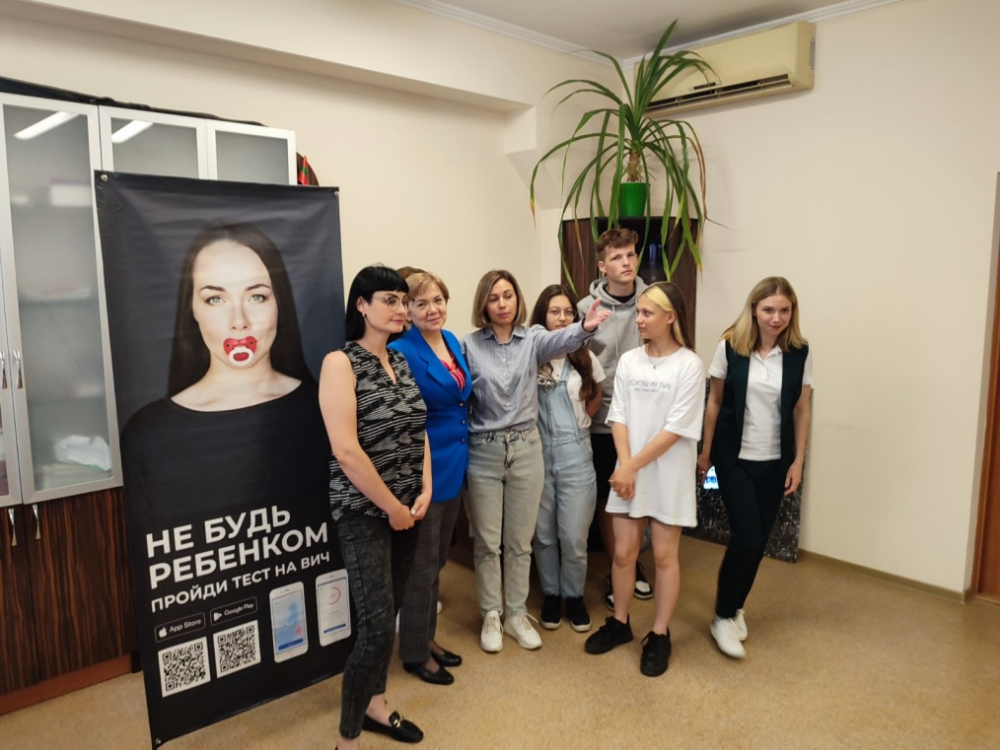 НЕ БУДЬ
РЕБЕНКОМ
ПРОЙДИ ТЕСТ НА ВИЧ
App Store
Google Play